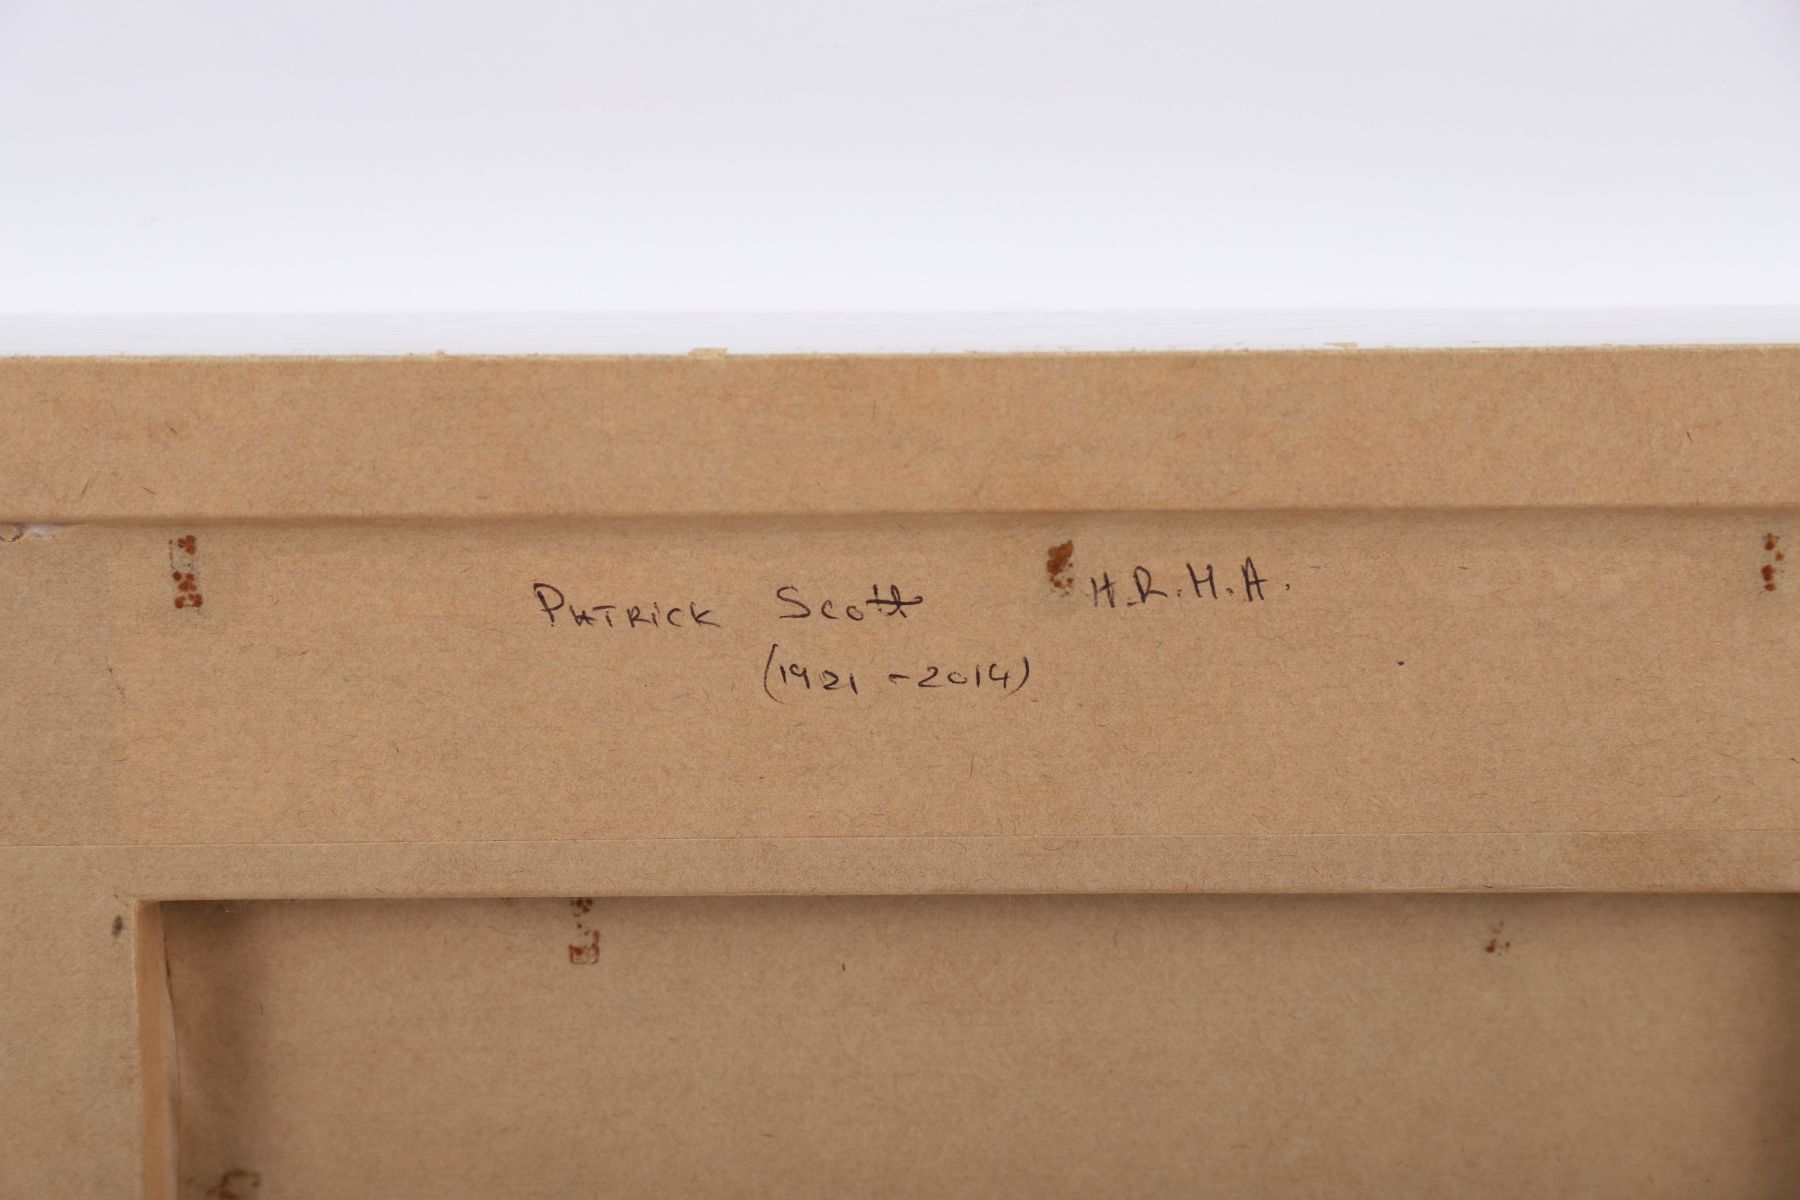 Patrick Scott H.R.H.A.
(1921 - 2014)